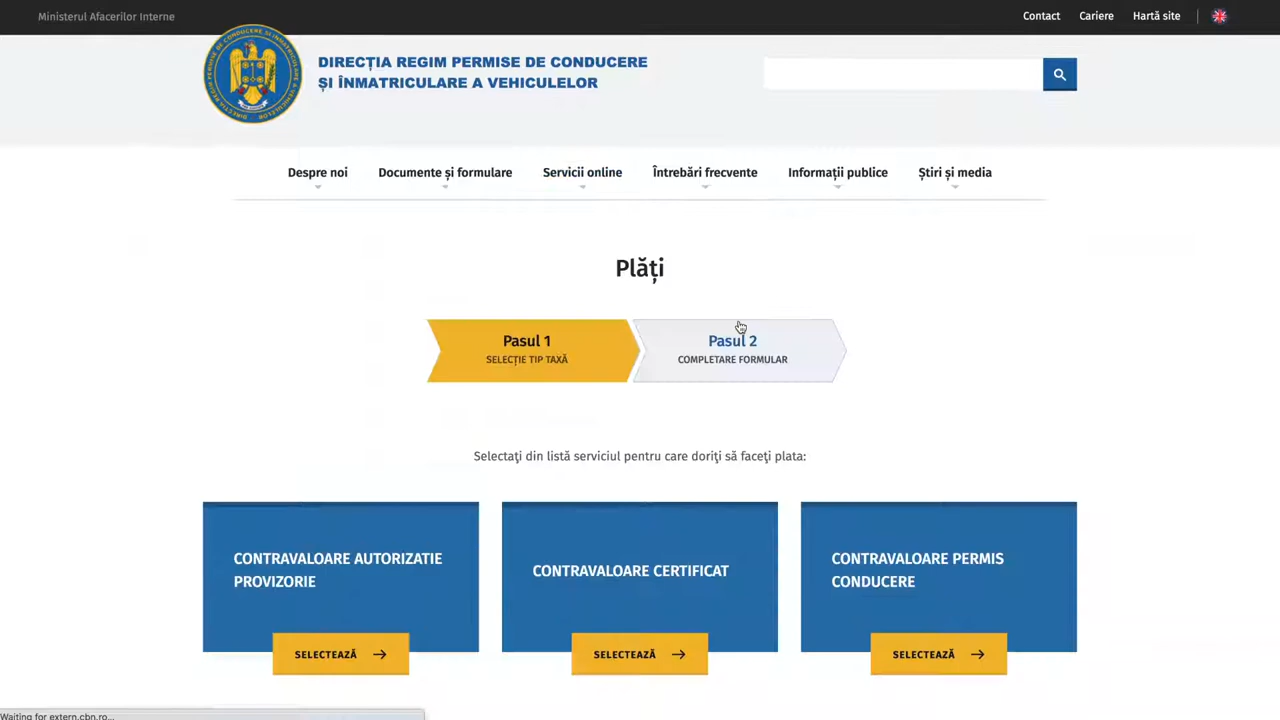 Ministerul Afacerilor Interne
Contact
Cariere
Hartă site
DIRECȚIA REGIM PERMISE DE CONDUCERE
ȘI ÎNMATRICULARE A VEHICULELOR
Despre noi
Documente și formulare
Servicii online
Întrebări frecvente
Informații publice
Știri și media
Plăți
Pasul 1
SELECȚIE TIP TAXĂ
Pasul 2
COMPLETARE FORMULAR
Selectați din listă serviciul pentru care doriți să faceți plata:
CONTRAVALOARE AUTORIZATIE
PROVIZORIE
SELECTEAZĂ
CONTRAVALOARE CERTIFICAT
SELECTEAZĂ
CONTRAVALOARE PERMIS
CONDUCERE
SELECTEAZĂ
Waiting for extern.cbn.ro...